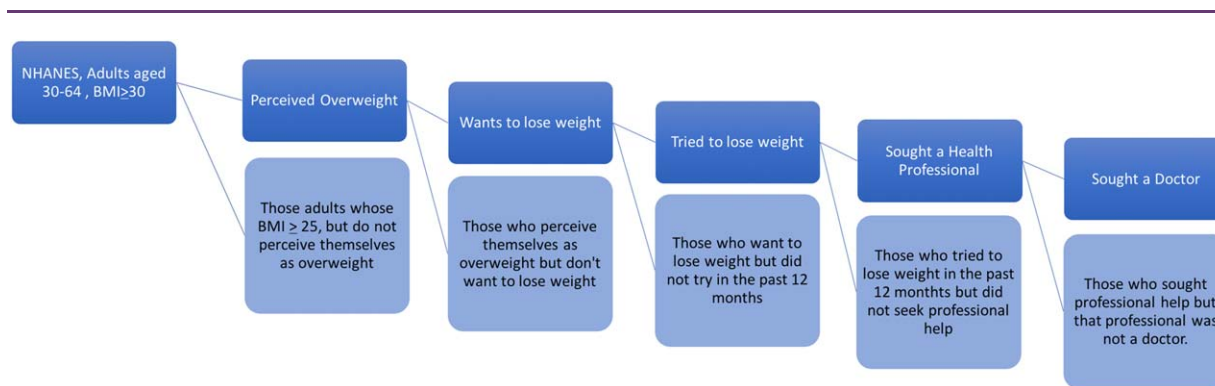 NHANES, Adults aged
30-64 , BMI≥30
Perceived Overweight
Those adults whose
BMI ≥ 25, but do not
perceive themselves
as overweight
Wants to lose weight
Those who perceive
themselves as
overweight but don't
want to lose weight
Tried to lose weight
Those who want to
lose weight but did
not try in the past 12
months
Sought a Health
Professional
Those who tried to
lose weight in the past
12 monthts but did
not seek professional
help
Sought a Doctor
Those who sought
professional help but
that professional was
not a doctor.